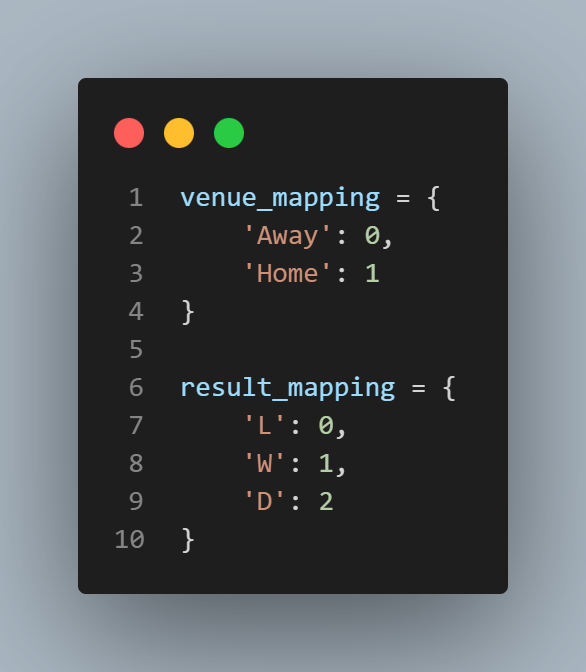 1 venue_mapping = {
2     'Away': 0,
3     'Home': 1
4 }
5
6 result_mapping = {
7     'L': 0,
8     'W': 1,
9     'D': 2
10 }